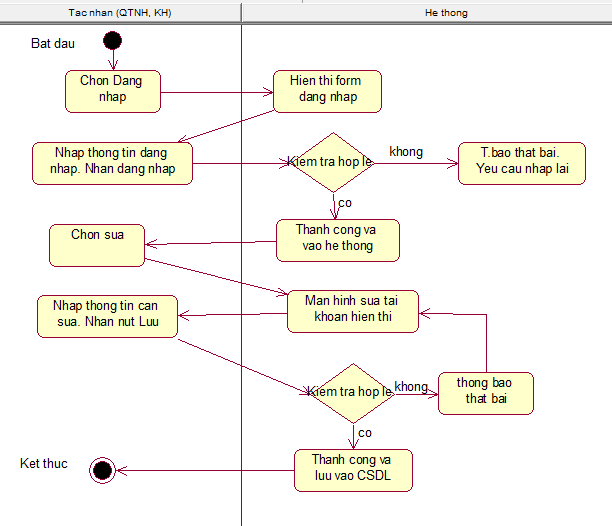 Tac nhan (QTNH, KH)
He thong
Bat dau
Chon Dang
nhap
Hien thi form
dang nhap
Nhap thong tin dang
nhap. Nhan dang nhap
Kiem tra hop le
khong
T.bao that bai.
Yeu cau nhap lai
co
Thanh cong va
vao he thong
Chon sua
Man hinh sua tai
khoan hien thi
Nhap thong tin can
sua. Nhan nut Luu
Kiem tra hop le
khong
thong bao
that bai
co
Thanh cong va
luu vao CSDL
Ket thuc